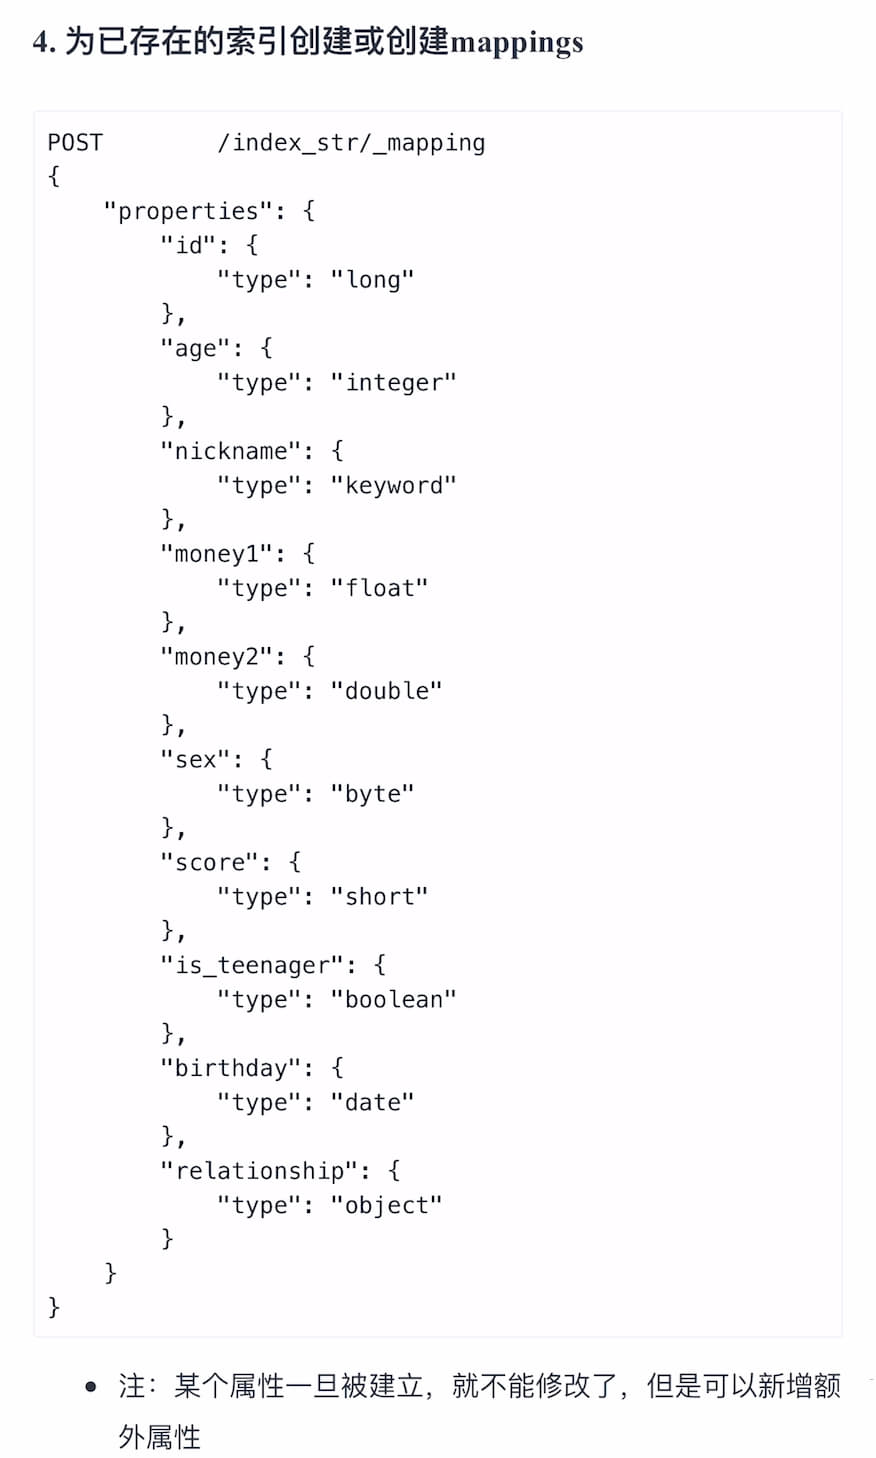 4. 为已存在的索引创建或创建mappings
POST        /index_str/_mapping
{
    "properties": {
        "id": {
            "type": "long"
        },
        "age": {
            "type": "integer"
        },
        "nickname": {
            "type": "keyword"
        },
        "money1": {
            "type": "float"
        },
        "money2": {
            "type": "double"
        },
        "sex": {
            "type": "byte"
        },
        "score": {
            "type": "short"
        },
        "is_teenager": {
            "type": "boolean"
        },
        "birthday": {
            "type": "date"
        },
        "relationship": {
            "type": "object"
        }
    }
}
• 注：某个属性一旦被建立，就不能修改了，但是可以新增额
外属性